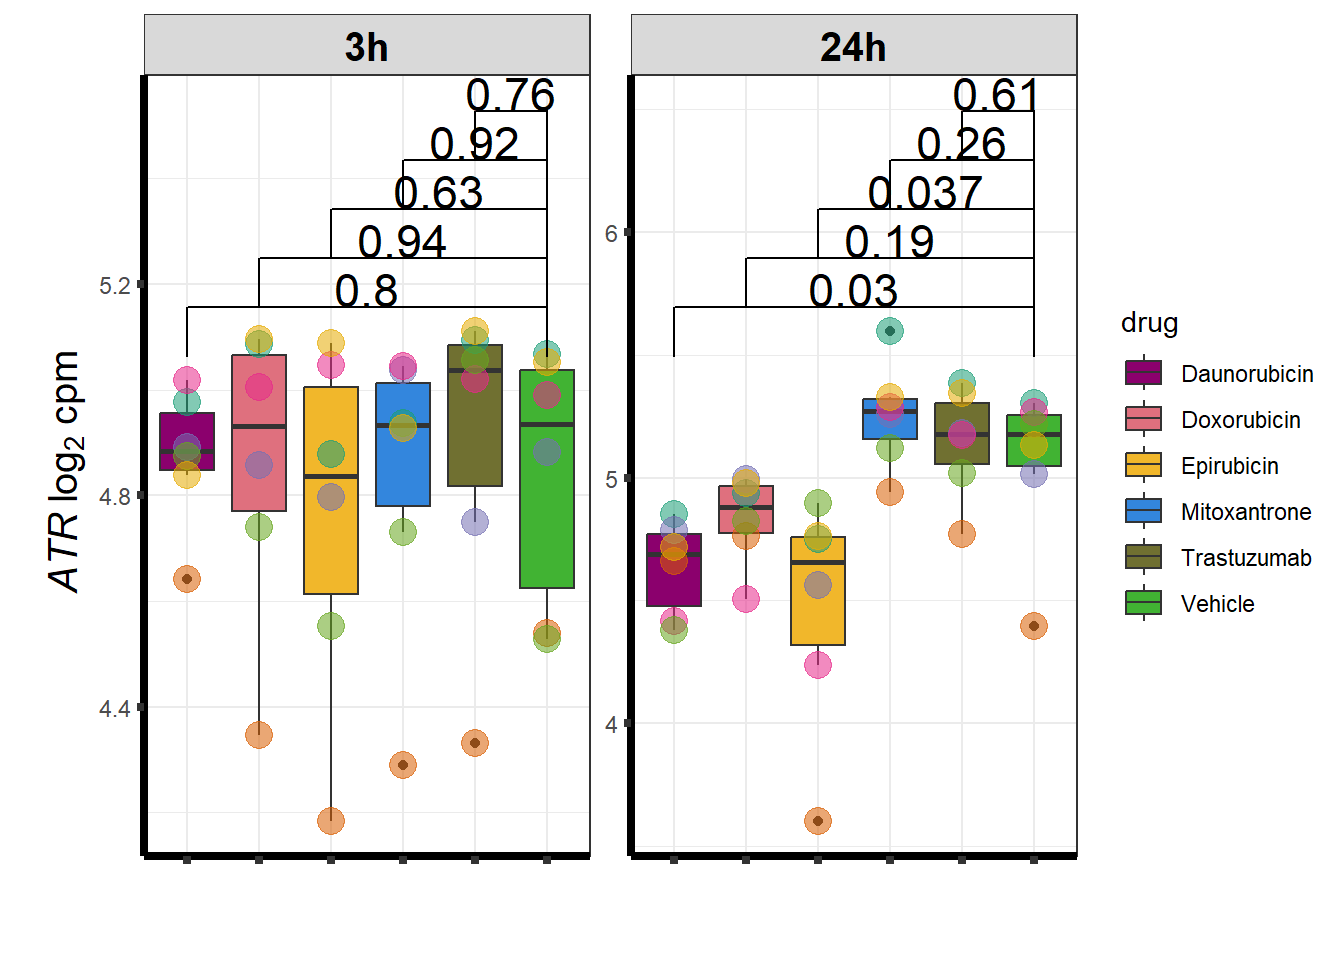 3h
24h
0.76
0.92
0.63
0.94
0.8
0.61
0.26
0.037
0.19
0.03
5.2
4.8
4.4
6
5
4
ATR log₂ cpm
drug
Daunorubicin
Doxorubicin
Epirubicin
Mitoxantrone
Trastuzumab
Vehicle